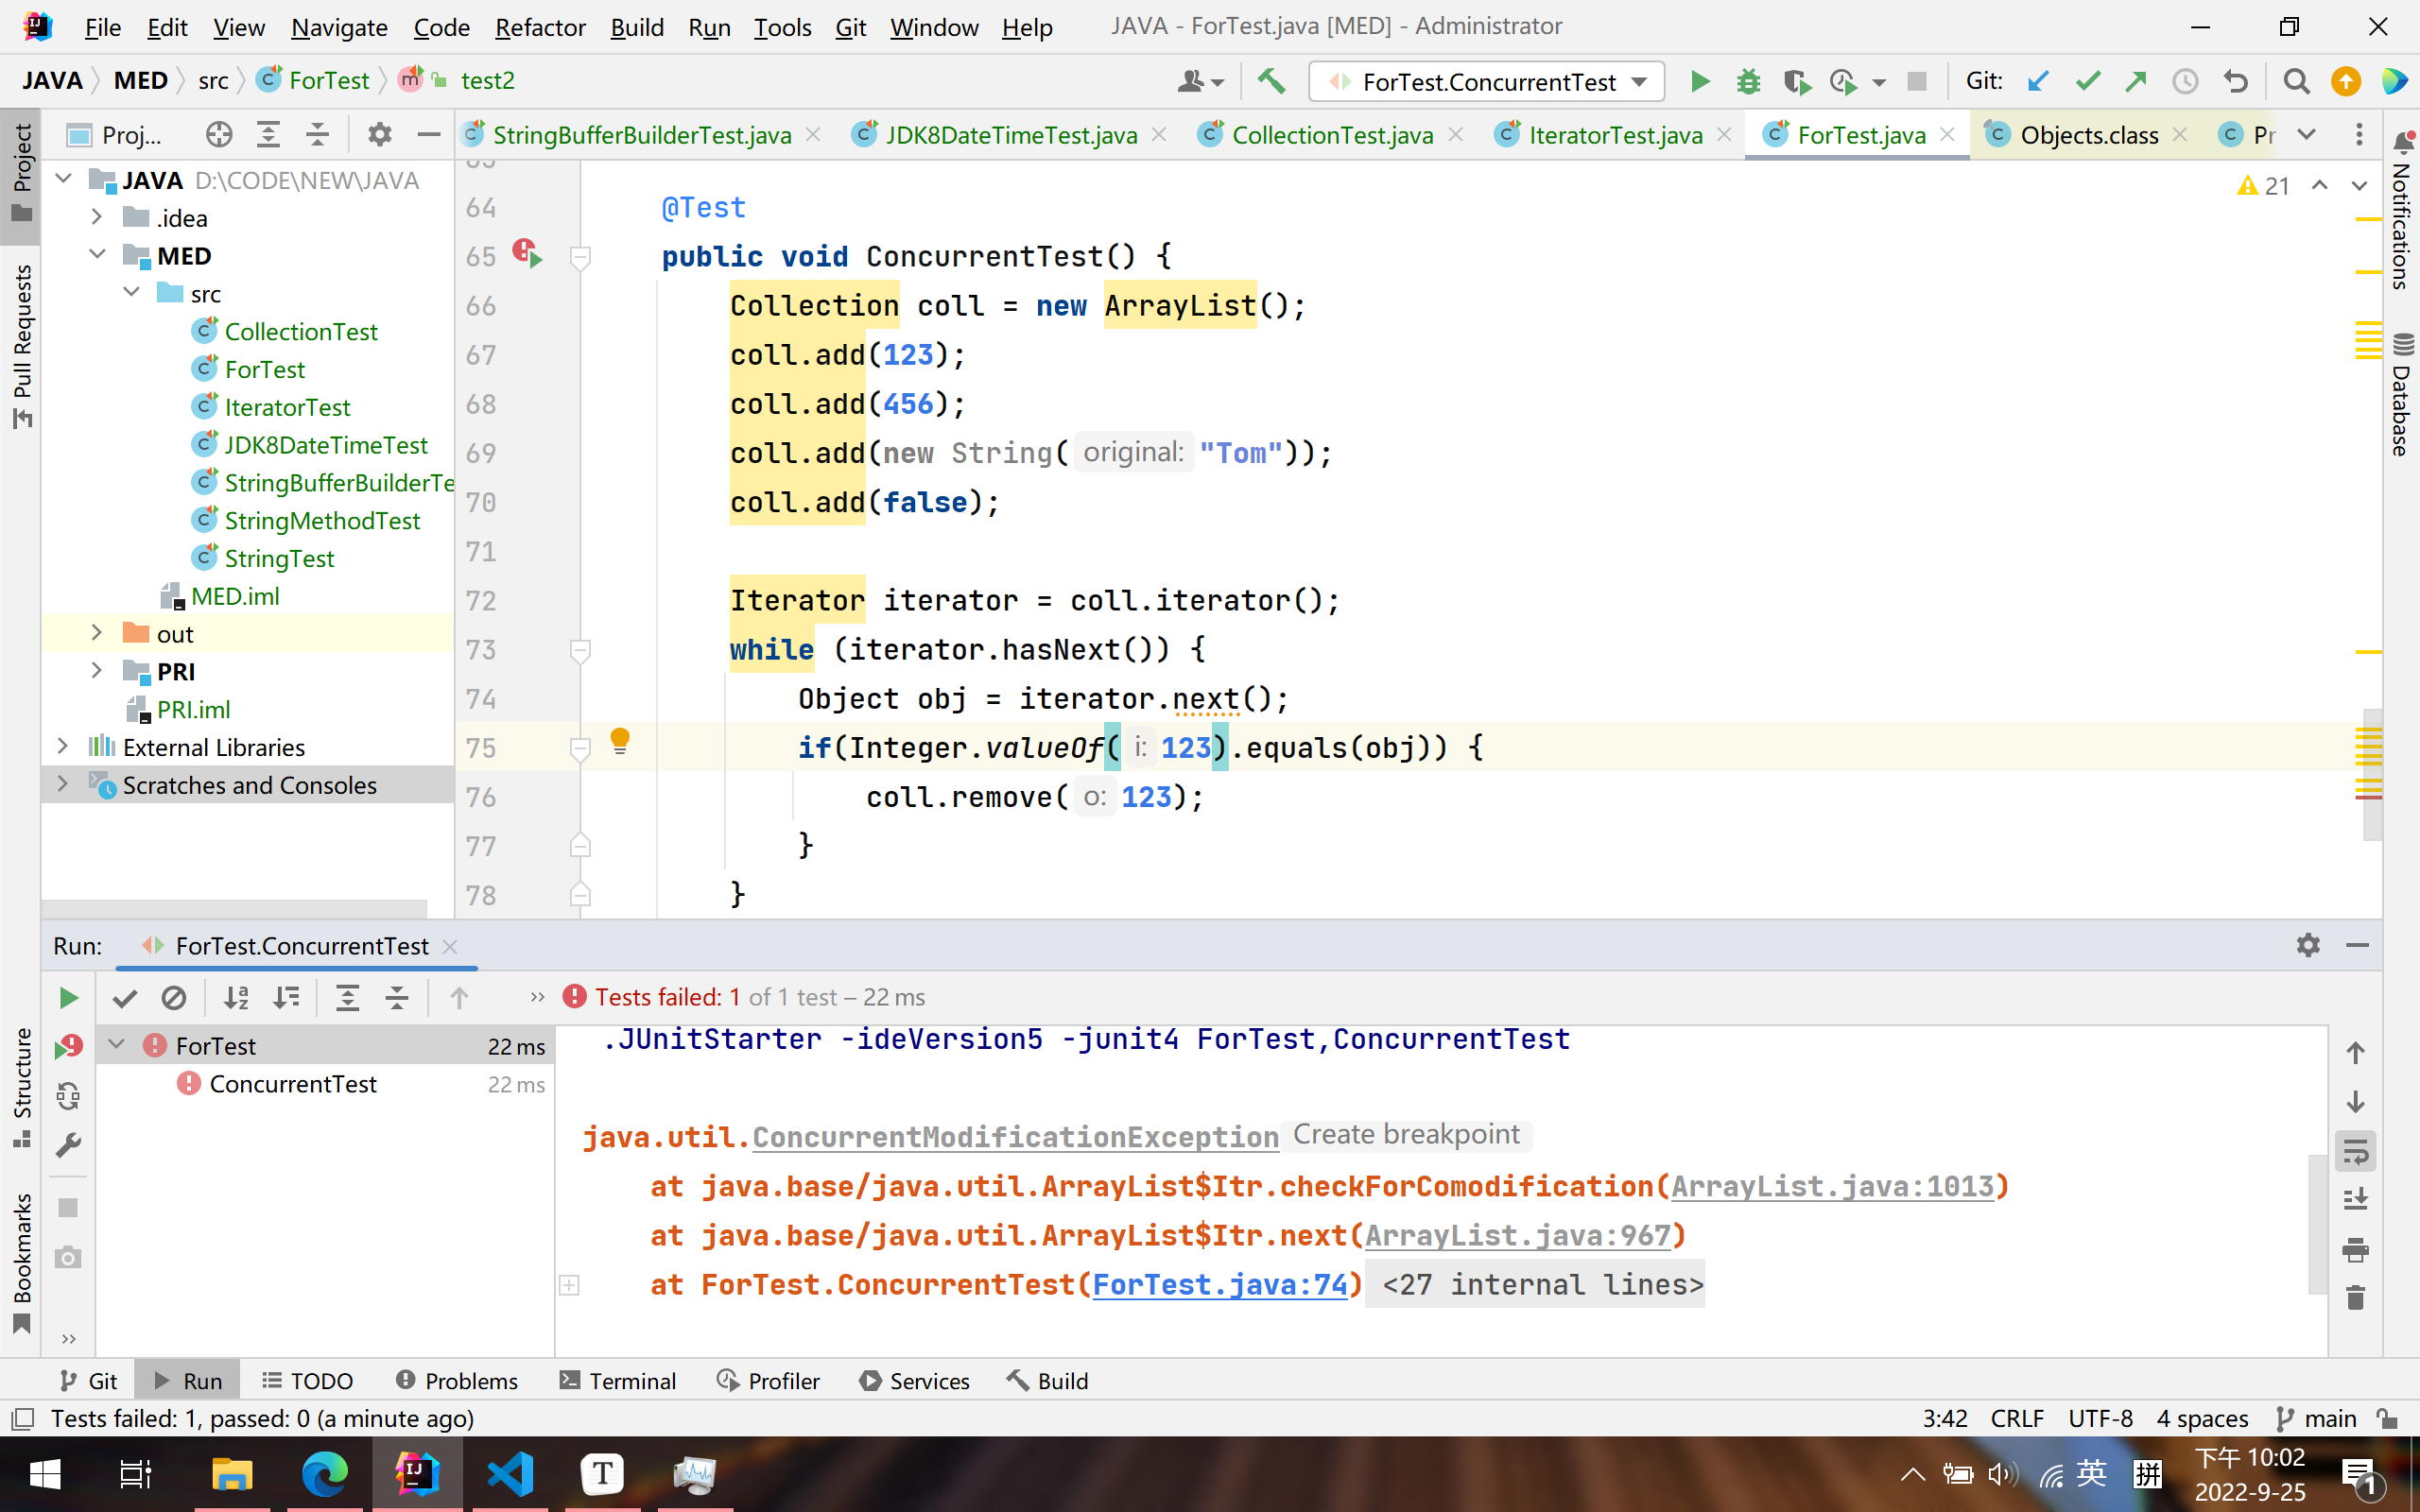 File Edit View Navigate Code Refactor Build Run Tools Git Window Help JAVA - ForTest.java [MED] - Administrator
JAVA MED src ForTest test2
ForTest.ConcurrentTest
Git:
Proj...
StringBufferBuilderTest.java
JDK8DateTimeTest.java
CollectionTest.java
IteratorTest.java
ForTest.java
Objects.class
Pr
Project
Pull Requests
Structure
Bookmarks
Notifications
Database
JAVA D:\CODE\NEW\JAVA
.idea
MED
src
CollectionTest
ForTest
IteratorTest
JDK8DateTimeTest
StringBufferBuilderTe
StringMethodTest
StringTest
MED.iml
out
PRI
PRI.iml
External Libraries
Scratches and Consoles
21
64 @Test
65 public void ConcurrentTest() {
66 Collection coll = new ArrayList();
67 coll.add(123);
68 coll.add(456);
69 coll.add(new String( original: "Tom"));
70 coll.add(false);
71
72 Iterator iterator = coll.iterator();
73 while (iterator.hasNext()) {
74 Object obj = iterator.next();
75 if(Integer.valueOf( i: 123).equals(obj)) {
76 coll.remove( o: 123);
77 }
78 }
Run: ForTest.ConcurrentTest
Tests failed: 1 of 1 test – 22 ms
ForTest 22 ms
ConcurrentTest 22 ms
.JUnitStarter -ideVersion5 -junit4 ForTest,ConcurrentTest
java.util.ConcurrentModificationException Create breakpoint
at java.base/java.util.ArrayList$Itr.checkForComodification(ArrayList.java:1013)
at java.base/java.util.ArrayList$Itr.next(ArrayList.java:967)
at ForTest.ConcurrentTest(ForTest.java:74) <27 internal lines>
Git Run TODO Problems Terminal Profiler Services Build
Tests failed: 1, passed: 0 (a minute ago)
3:42 CRLF UTF-8 4 spaces main
英 拼
下午 10:02
2022-9-25
1